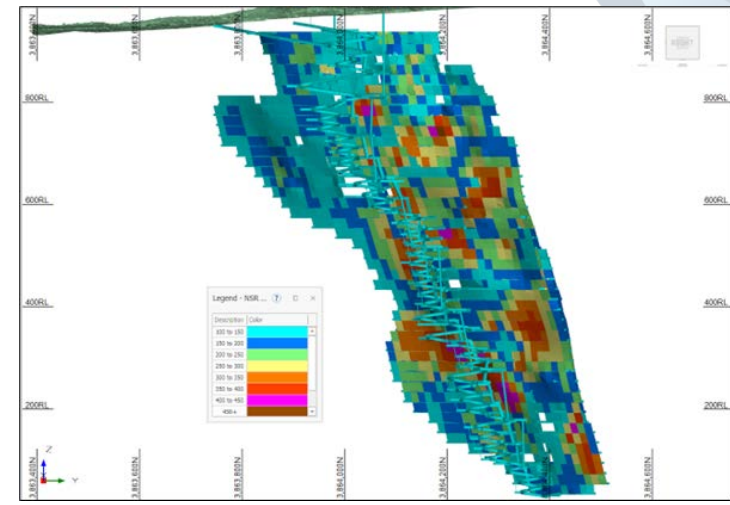 3,863,400N 3,863,600N 3,863,800N 3,864,000N 3,864,200N 3,864,400N 3,864,600N
800RL 800RL
600RL 600RL
400RL 400RL
200RL 200RL
Legend - NSR ... ? □ ×
Description Color
100 to 150
150 to 200
200 to 250
250 to 300
300 to 350
350 to 400
400 to 450
450+
Z
Y
3,863,400N 3,863,600N 3,863,800N 3,864,000N 3,864,200N 3,864,400N 3,864,600N